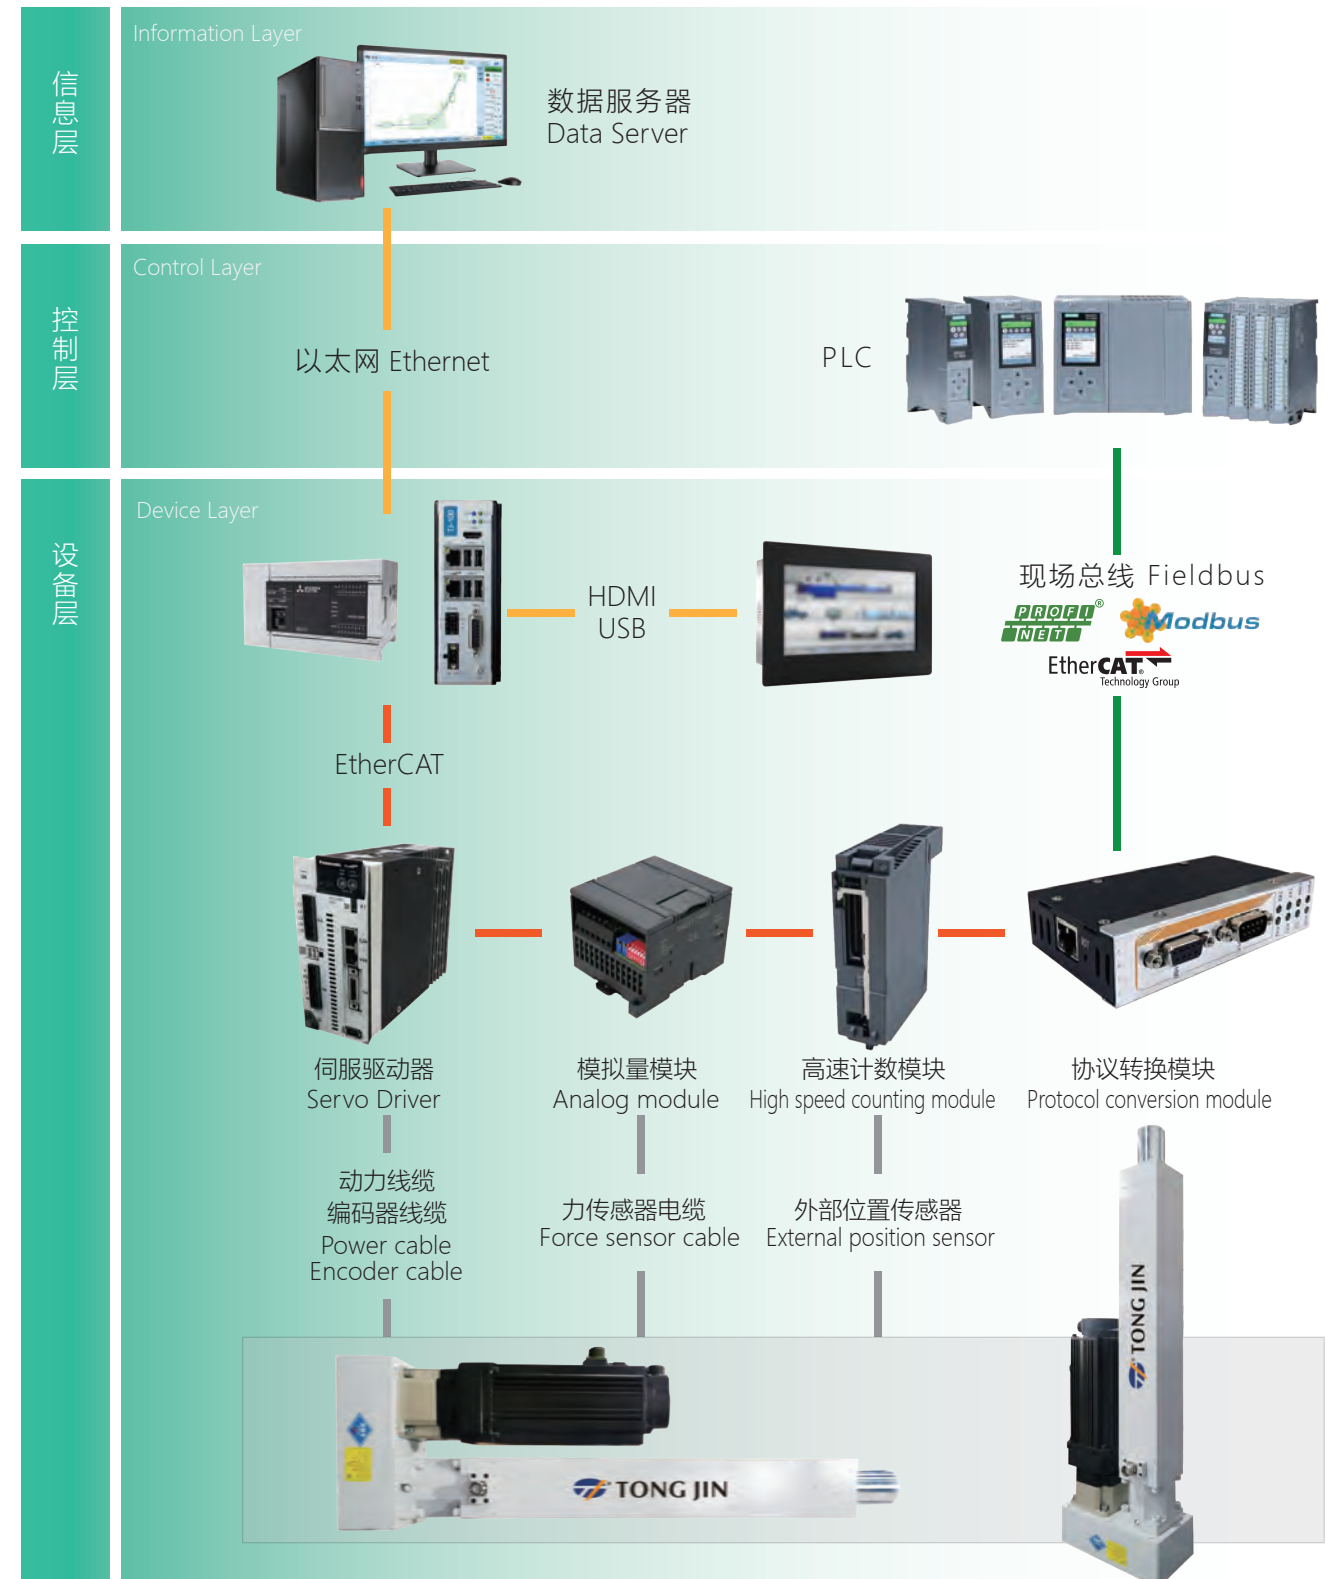 信息层
Information Layer
数据服务器
Data Server
控制层
Control Layer
以太网 Ethernet
PLC
设备层
Device Layer
TJ-100
HDMI
USB
现场总线 Fieldbus
PROFI
NET®
Modbus
EtherCAT®
Technology Group
EtherCAT
Panasonic
伺服驱动器
Servo Driver
模拟量模块
Analog module
高速计数模块
High speed counting module
协议转换模块
Protocol conversion module
动力线缆
编码器线缆
Power cable
Encoder cable
力传感器电缆
Force sensor cable
外部位置传感器
External position sensor
TONG JIN
TONG JIN